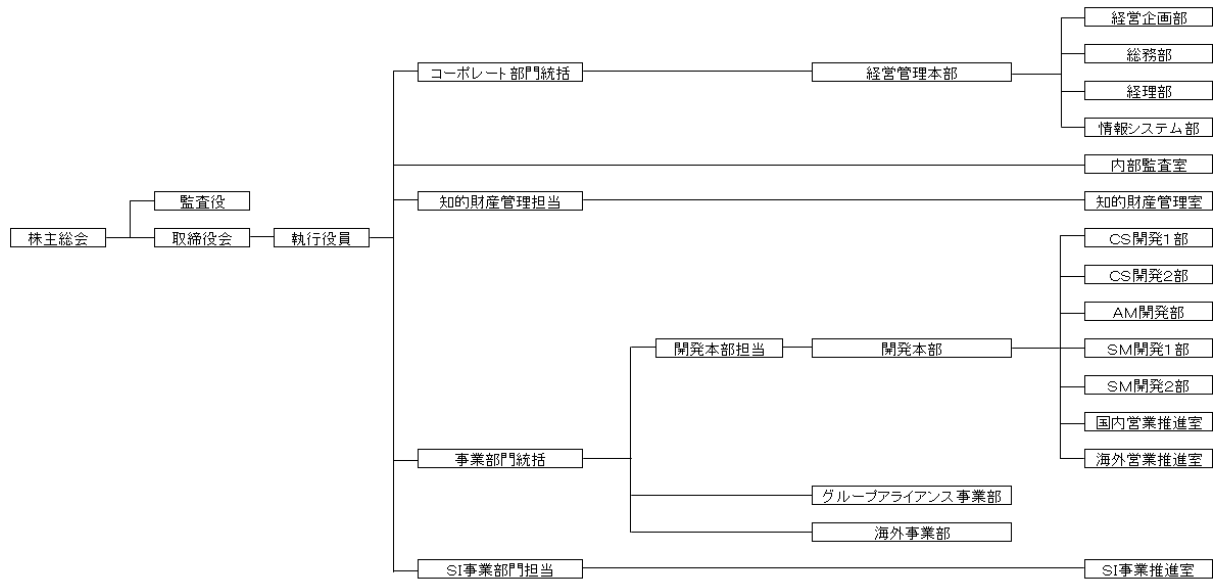 経営企画部
総務部
コーポレート部門統括
経営管理本部
経理部
情報システム部
内部監査室
監査役
知的財産管理担当
知的財産管理室
株主総会
取締役会
執行役員
CS開発1部
CS開発2部
AM開発部
開発本部担当
開発本部
SM開発1部
SM開発2部
国内営業推進室
事業部門統括
海外営業推進室
グループアライアンス事業部
海外事業部
SI事業部門担当
SI事業推進室